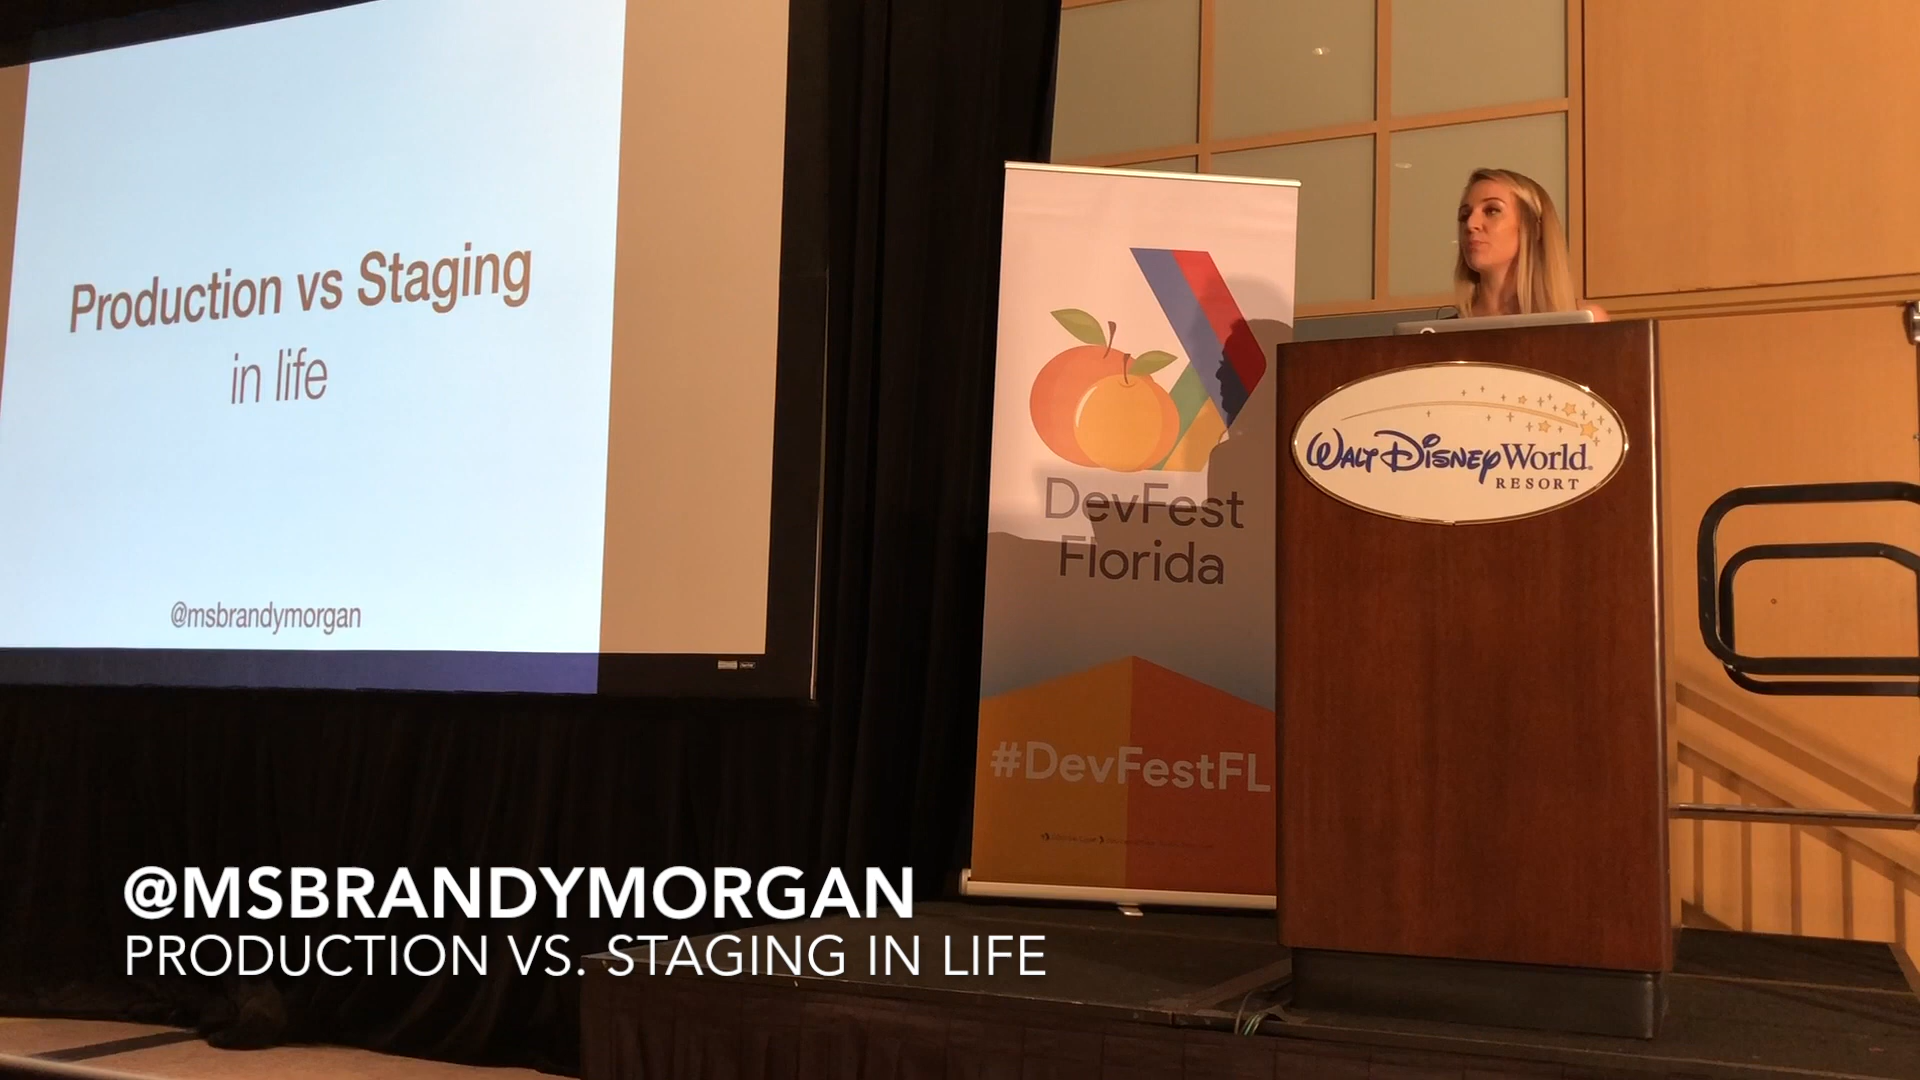 Production vs Staging
in life
@msbrandymorgan
DevFest
Florida
#DevFestFL
WALT DISNEY World.
RESORT
@MSBRANDYMORGAN
PRODUCTION VS. STAGING IN LIFE